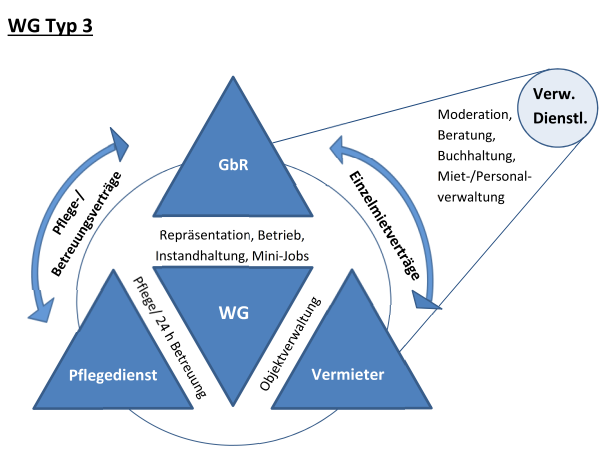 WG Typ 3
Verw.
Dienstl.
Moderation,
Beratung,
Buchhaltung,
Miet-/Personal-
verwaltung
GbR
Pflege-/
Betreuungsverträge
Einzelmietverträge
Repräsentation, Betrieb,
Instandhaltung, Mini-Jobs
Pflege/ 24 h Betreuung
WG
Objektverwaltung
Pflegedienst
Vermieter